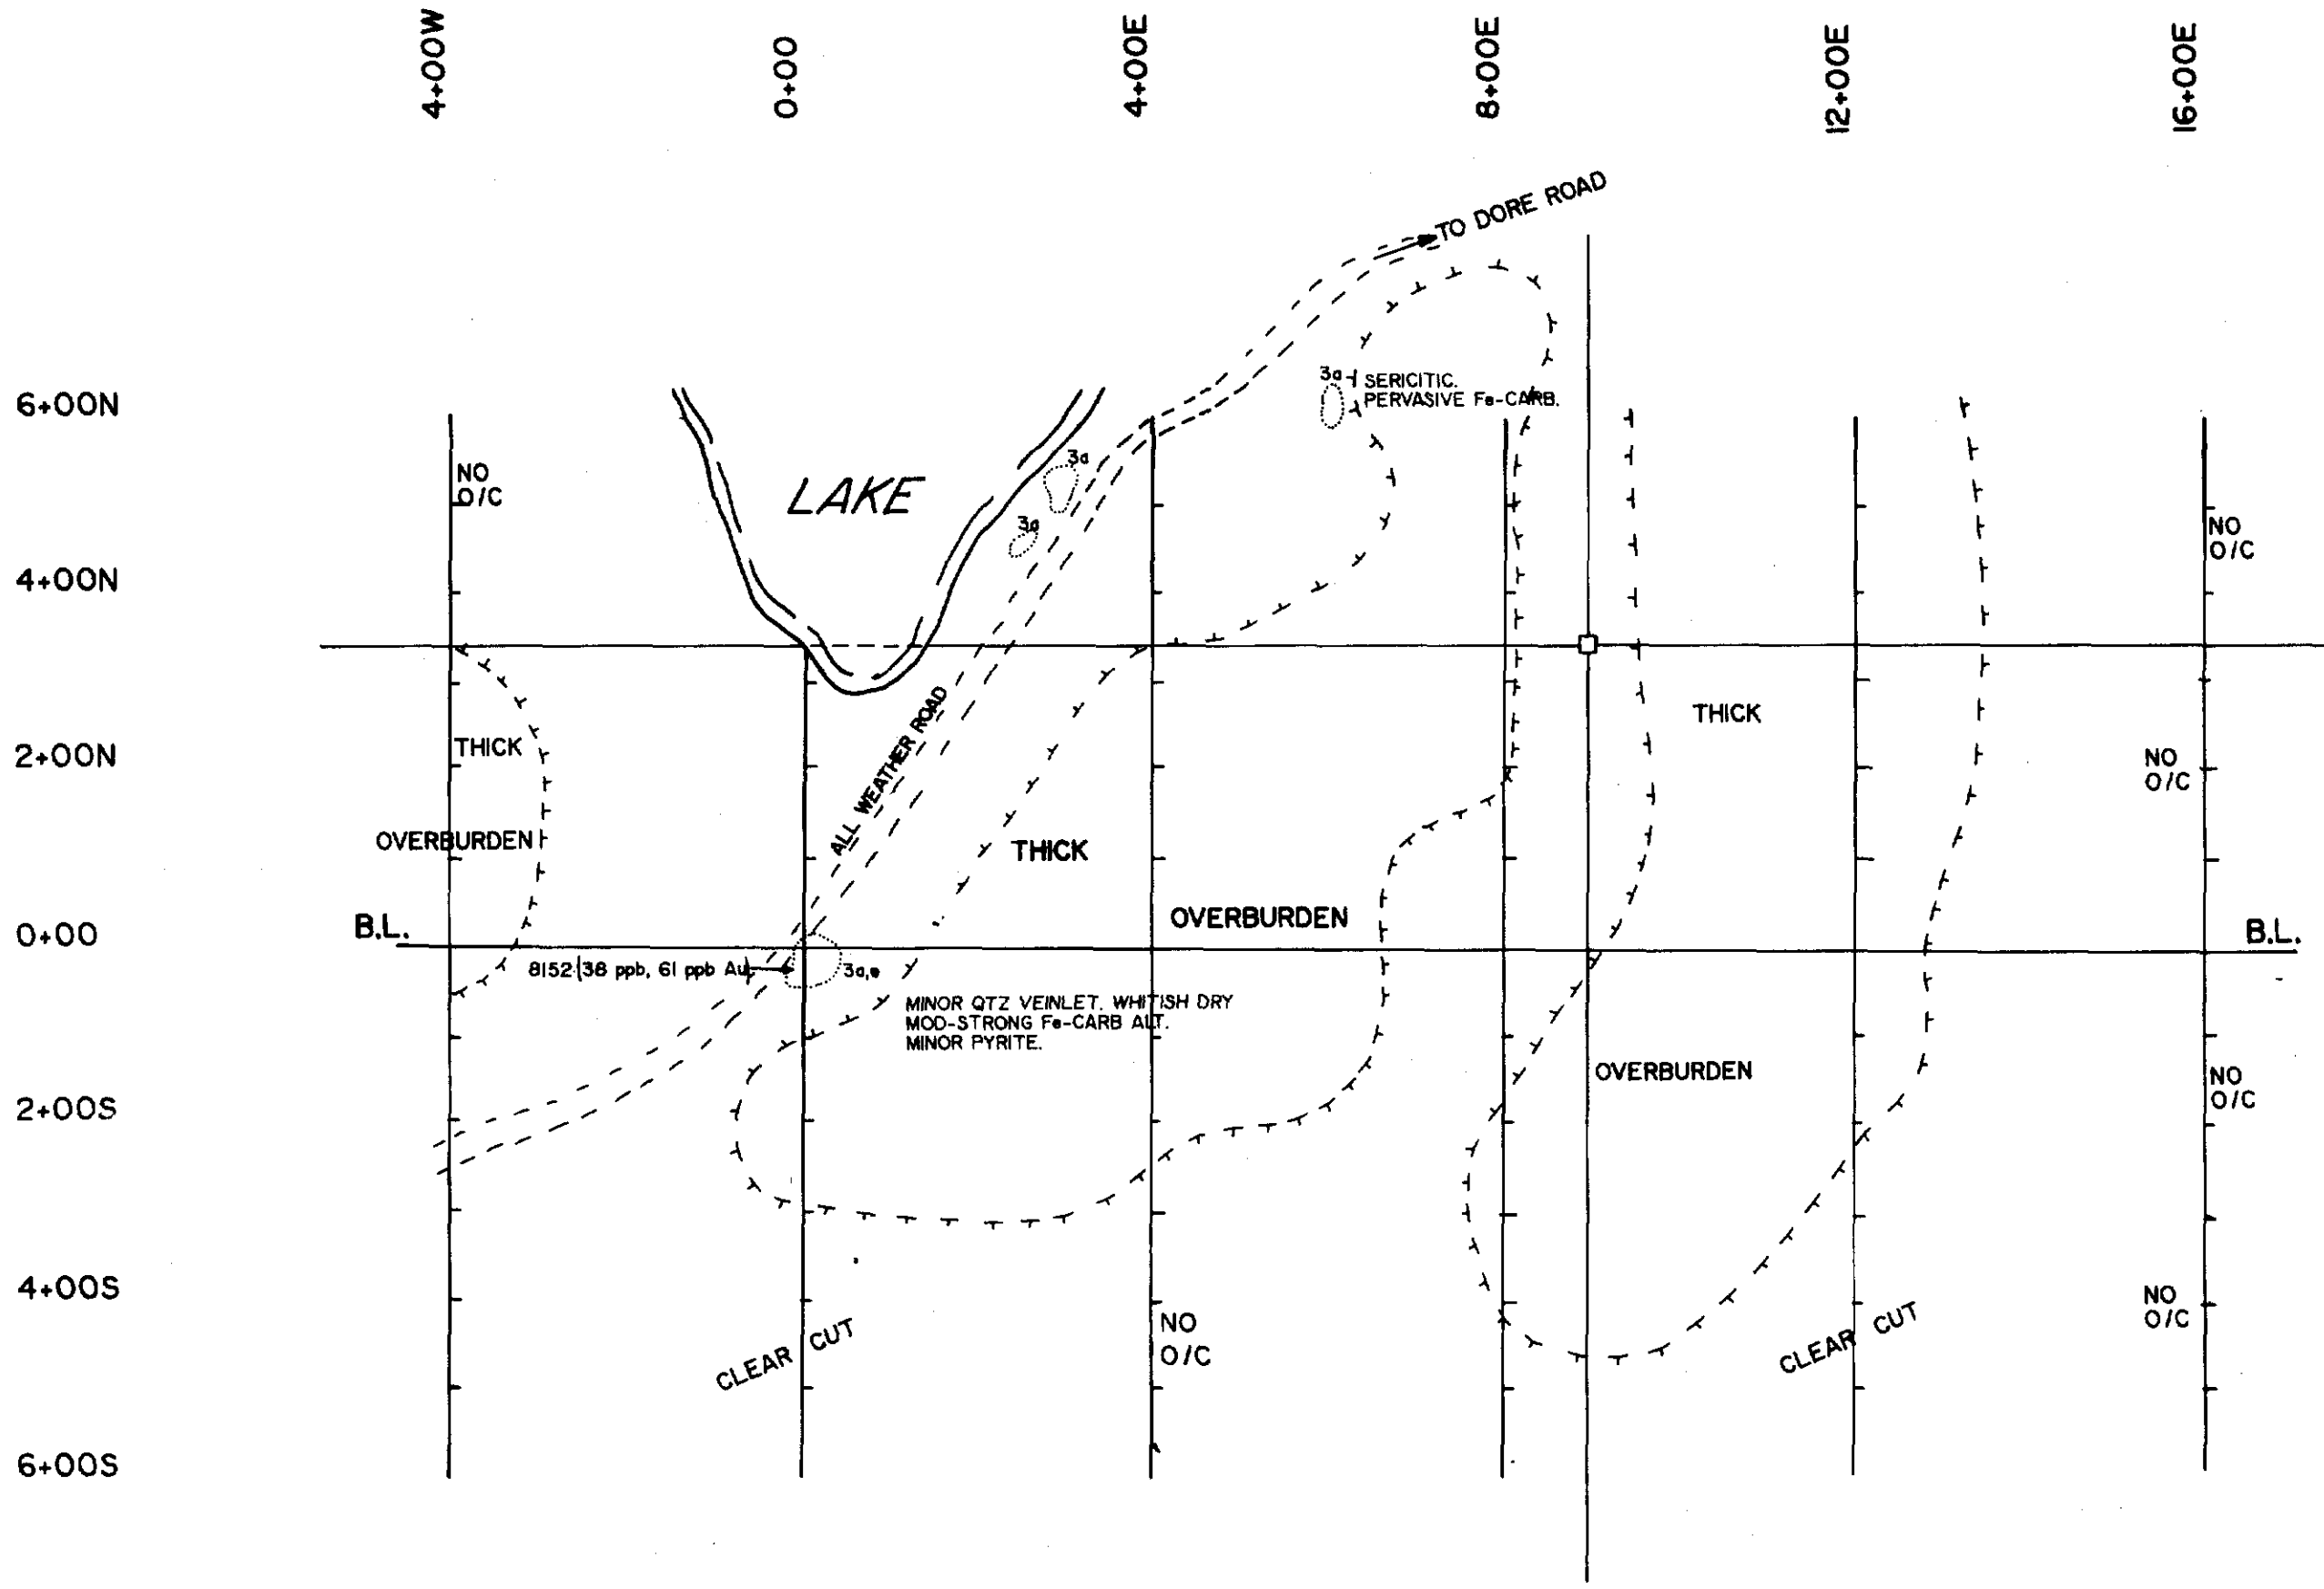 4+00W
0+00
4+00E
8+00E
12+00E
16+00E
TO DORE ROAD
6+00N
3a
SERICITIC.
PERVASIVE Fe-CARB.
NO
O/C
LAKE
3a
3a
NO
O/C
4+00N
ALL WEATHER ROAD
THICK
2+00N
THICK
NO
O/C
OVERBURDEN
THICK
0+00
B.L.
OVERBURDEN
B.L.
8152 (38 ppb, 61 ppb Au)
3a,e
MINOR QTZ VEINLET. WHITISH DRY
MOD-STRONG Fe-CARB ALT.
MINOR PYRITE.
OVERBURDEN
NO
O/C
2+00S
4+00S
NO
O/C
CLEAR CUT
NO
O/C
CLEAR CUT
6+00S